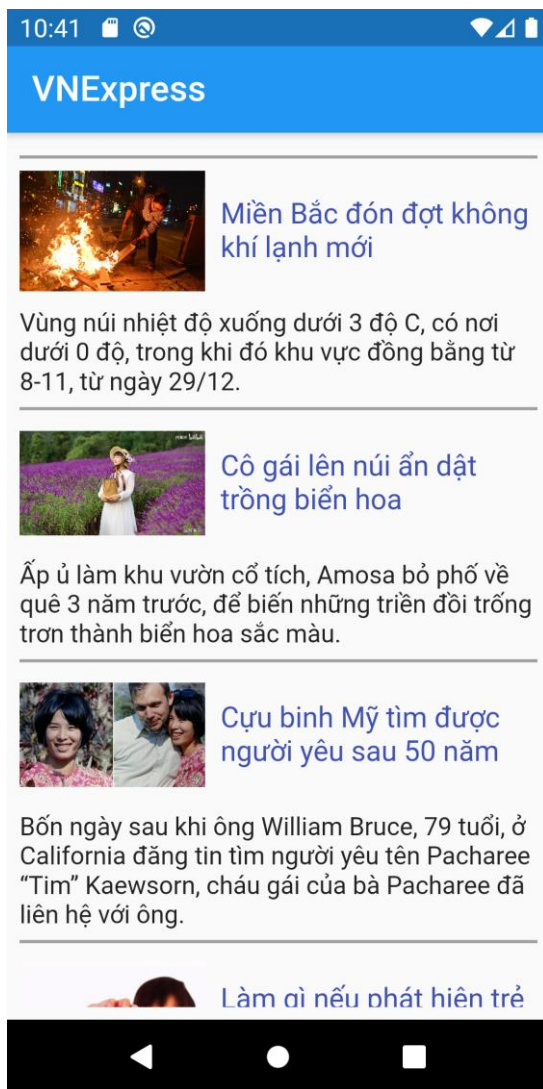 10:41
VNExpress
Miền Bắc đón đợt không
khí lạnh mới
Vùng núi nhiệt độ xuống dưới 3 độ C, có nơi
dưới 0 độ, trong khi đó khu vực đồng bằng từ
8-11, từ ngày 29/12.
Cô gái lên núi ẩn dật
trồng biển hoa
Ấp ủ làm khu vườn cổ tích, Amosa bỏ phố về
quê 3 năm trước, để biến những triền đồi trống
trơn thành biển hoa sắc màu.
Cựu binh Mỹ tìm được
người yêu sau 50 năm
Bốn ngày sau khi ông William Bruce, 79 tuổi, ở
California đăng tin tìm người yêu tên Pacharee
“Tim” Kaewsorn, cháu gái của bà Pacharee đã
liên hệ với ông.
Làm gì nếu phát hiện trẻ